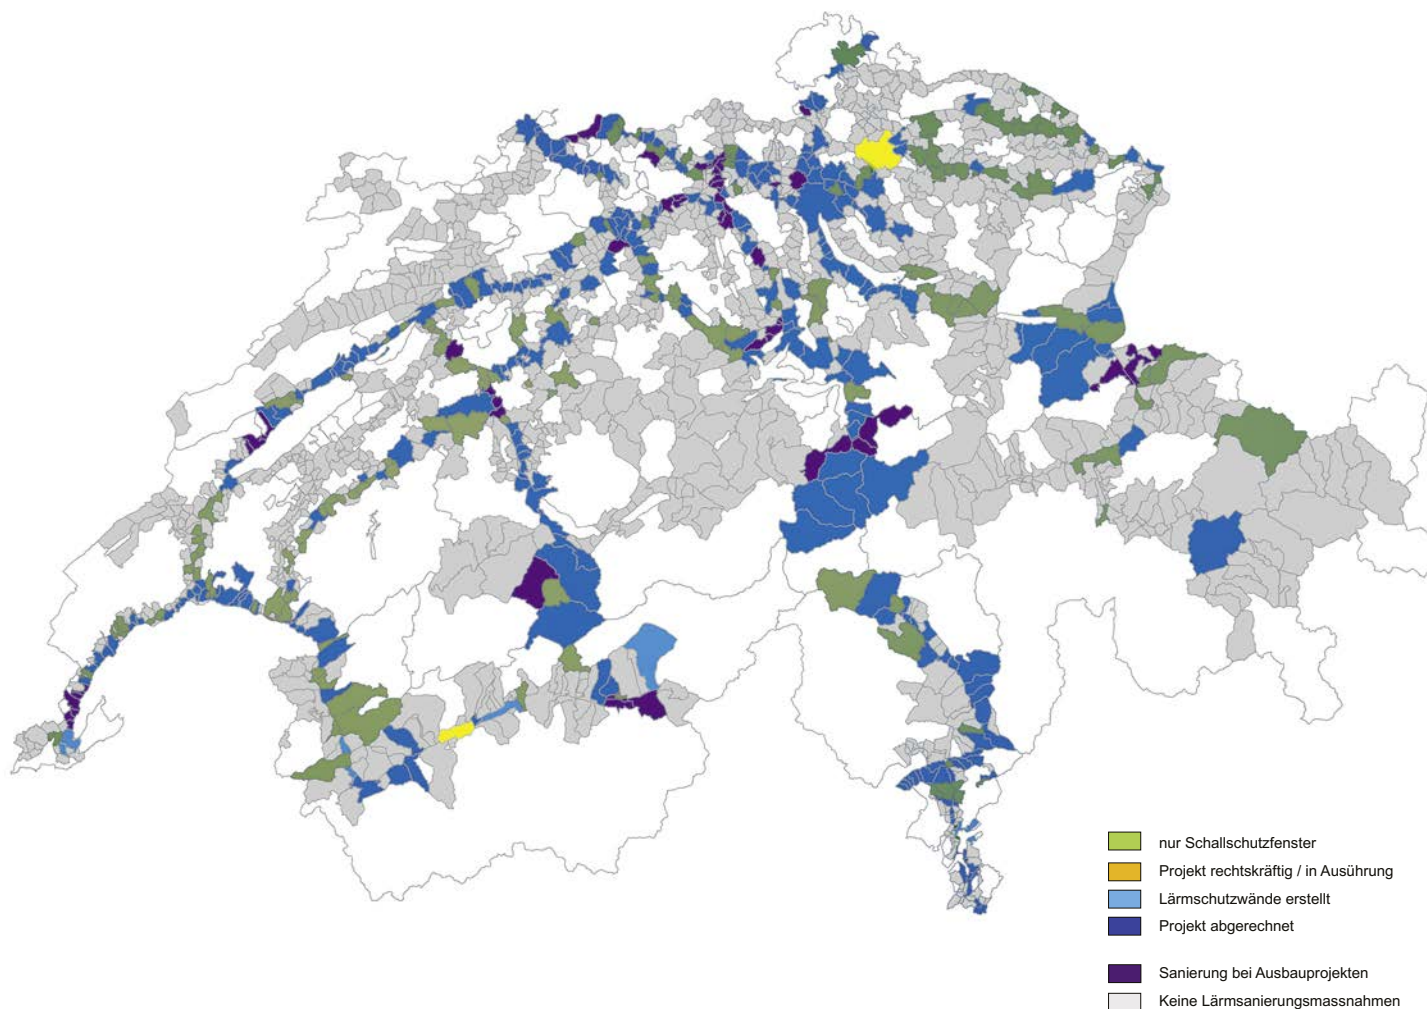 nur Schallschutzfenster
Projekt rechtskräftig / in Ausührung
Lärmschutzwände erstellt
Projekt abgerechnet
Sanierung bei Ausbauprojekten
Keine Lärmsanierungsmassnahmen